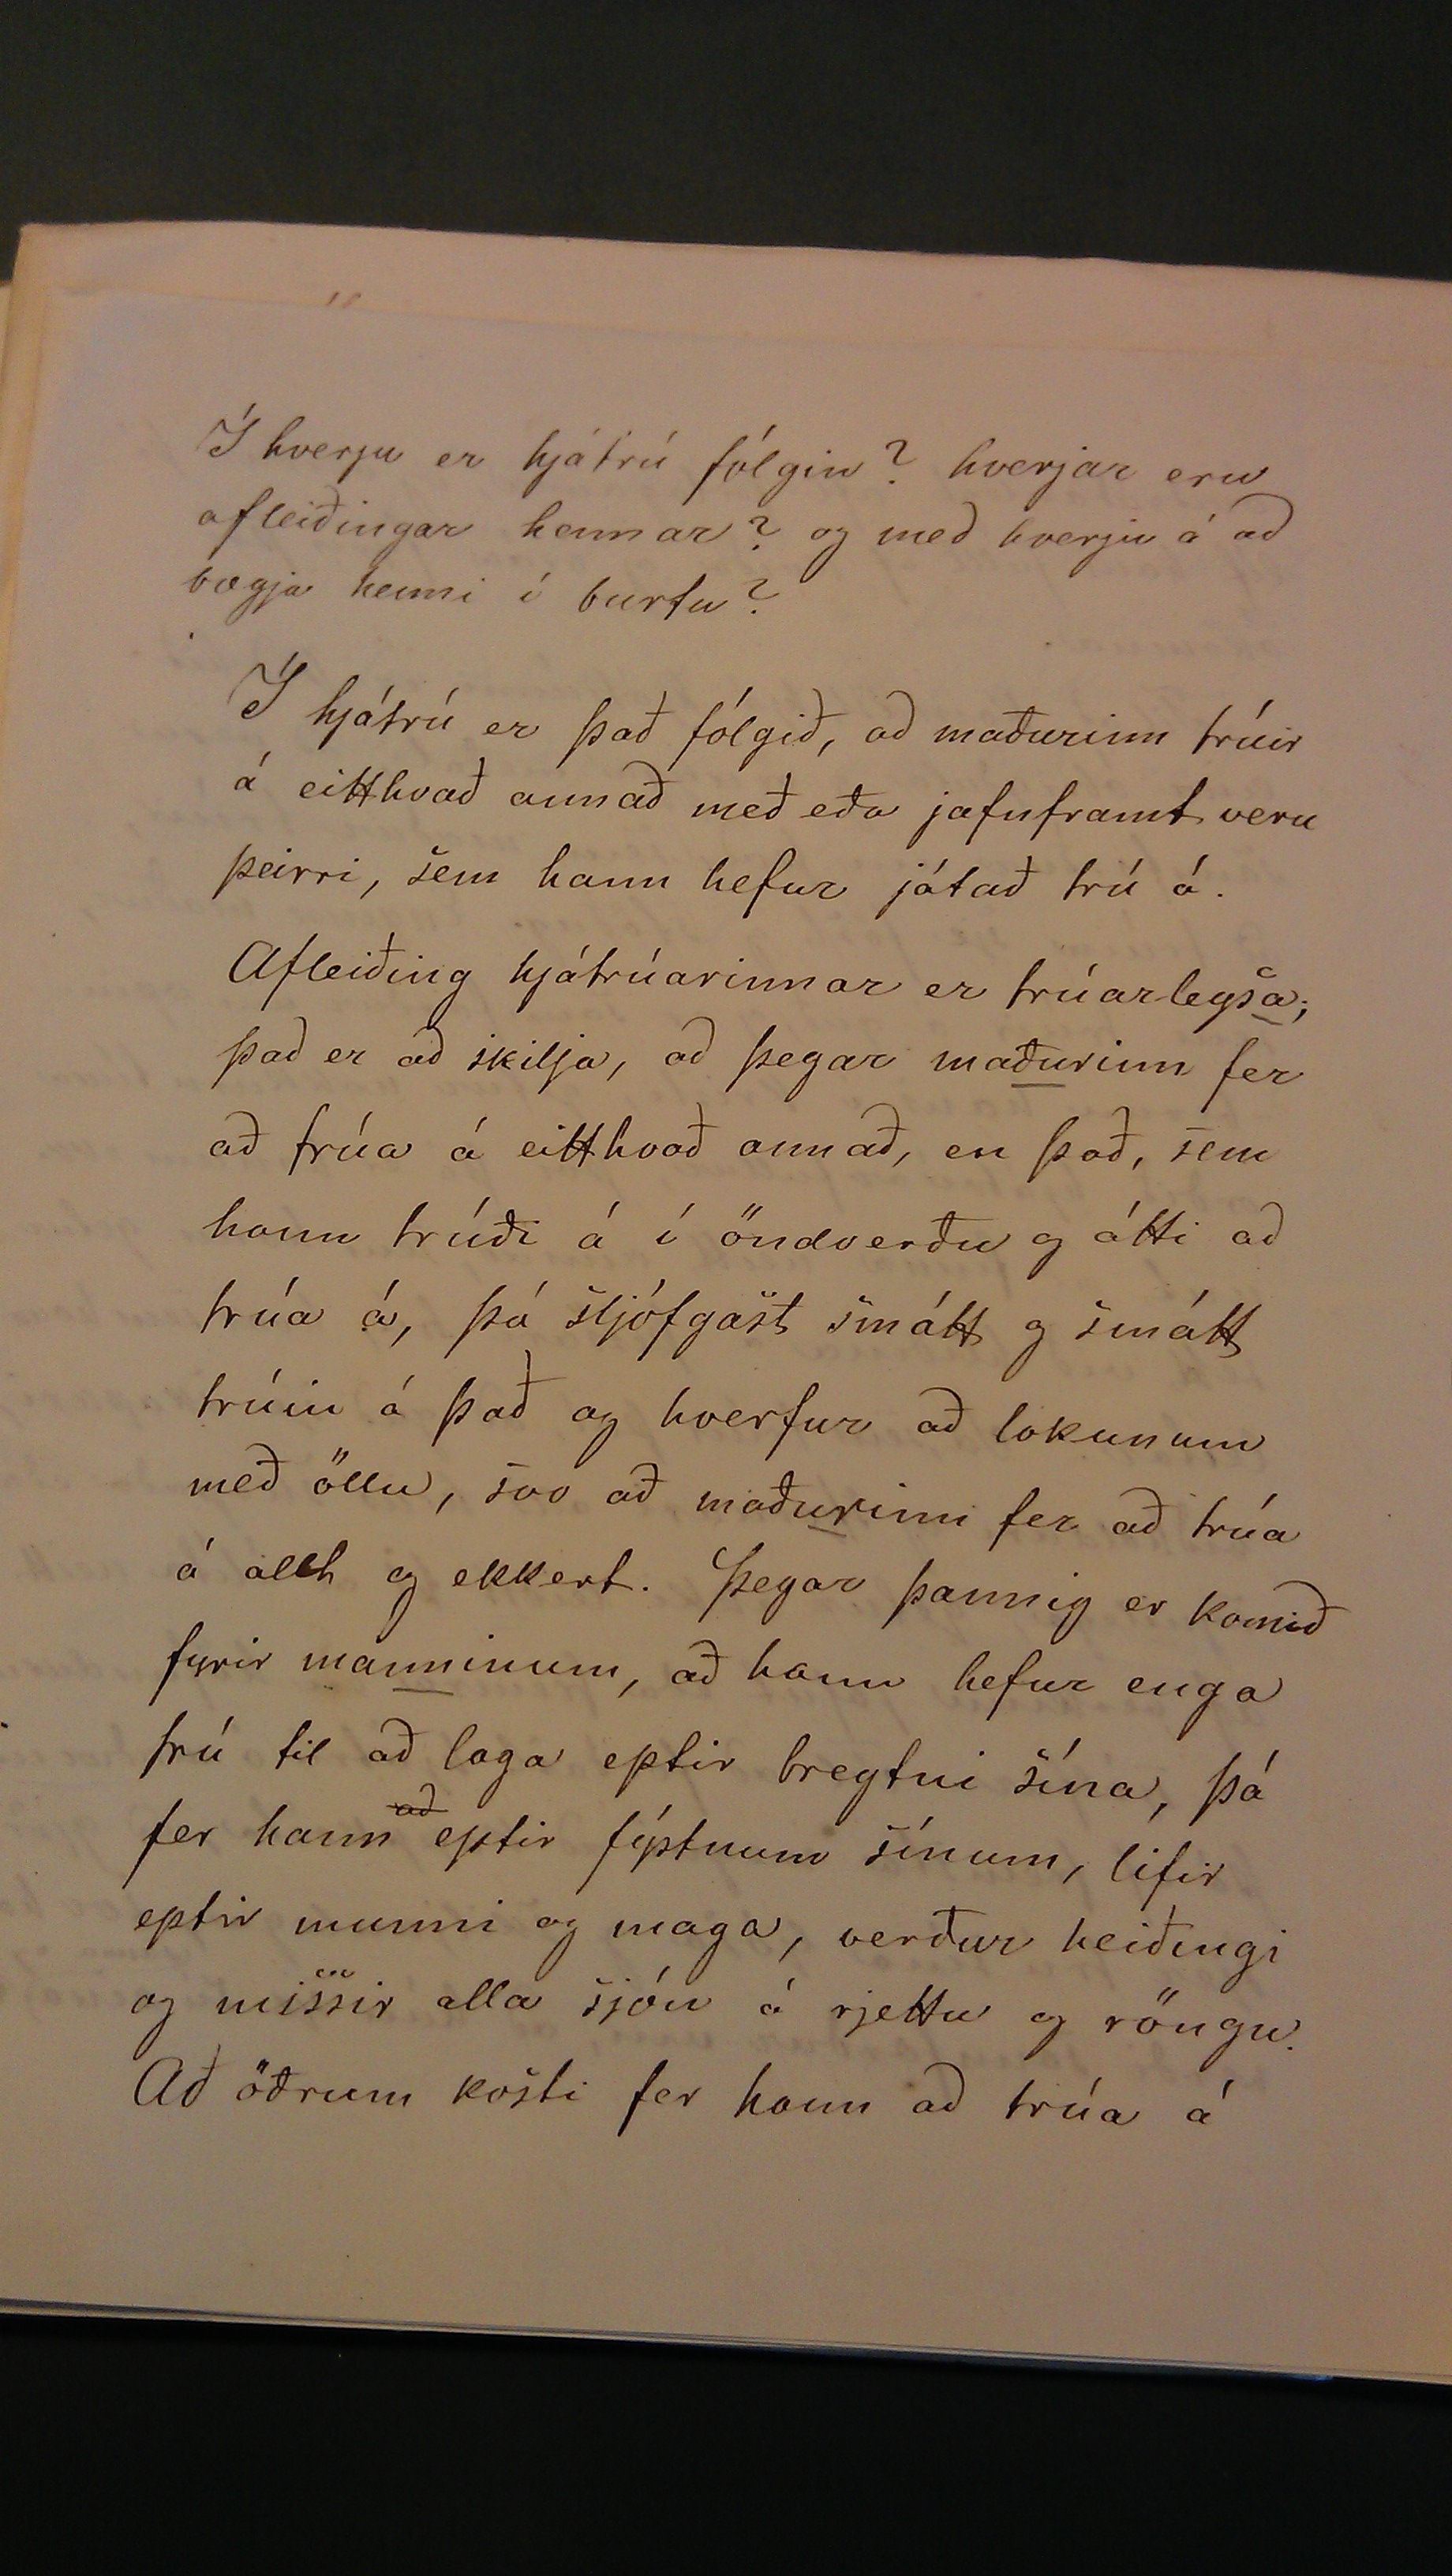 Í hverju er hjátrú fólgin? hverjar eru
afleiðingar hennar? og með hverju á að
bægja henni í burtu?
Í hjátrú er það fólgið, að maðurinn trúir
á eitthvað annað með eða jafnframt veru
þeirri, sem hann hefur játað trú á.
Afleiðing hjátrúarinnar er trúarleysa;
það er að skilja, að þegar maðurinn fer
að trúa á eitthvað annað, en það, sem
hann trúði á í öndverðu og átti að
trúa á, þá sljófgast smátt og smátt
trúin á það og hverfur að lokunum
með öllu, svo að maðurinn fer að trúa
á allt og ekkert. Þegar þannig er komið
fyrir manninum, að hann hefur enga
trú til að laga eptir breytni sína, þá
fer hann að eptir fýstnum sínum, lifir
eptir munni og maga, verður heiðingi
og missir alla sjón á rjettu og röngu.
Að öðrum kosti fer hann að trúa á